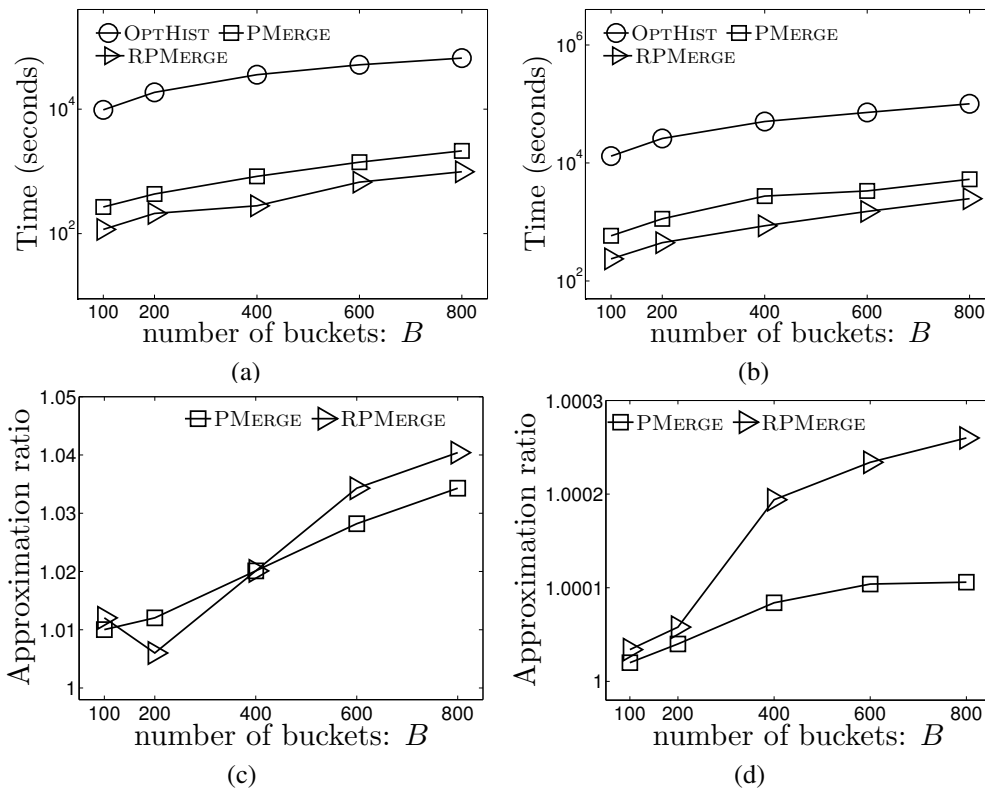 OPTHIST PMERGE
RPMERGE
Time (seconds)
10^4
10^2
100 200 400 600 800
number of buckets: B
(a)
OPTHIST PMERGE
RPMERGE
Time (seconds)
10^6
10^4
10^2
100 200 400 600 800
number of buckets: B
(b)
PMERGE RPMERGE
Approximation ratio
1.05
1.04
1.03
1.02
1.01
1
100 200 400 600 800
number of buckets: B
(c)
PMERGE RPMERGE
Approximation ratio
1.0003
1.0002
1.0001
1
100 200 400 600 800
number of buckets: B
(d)